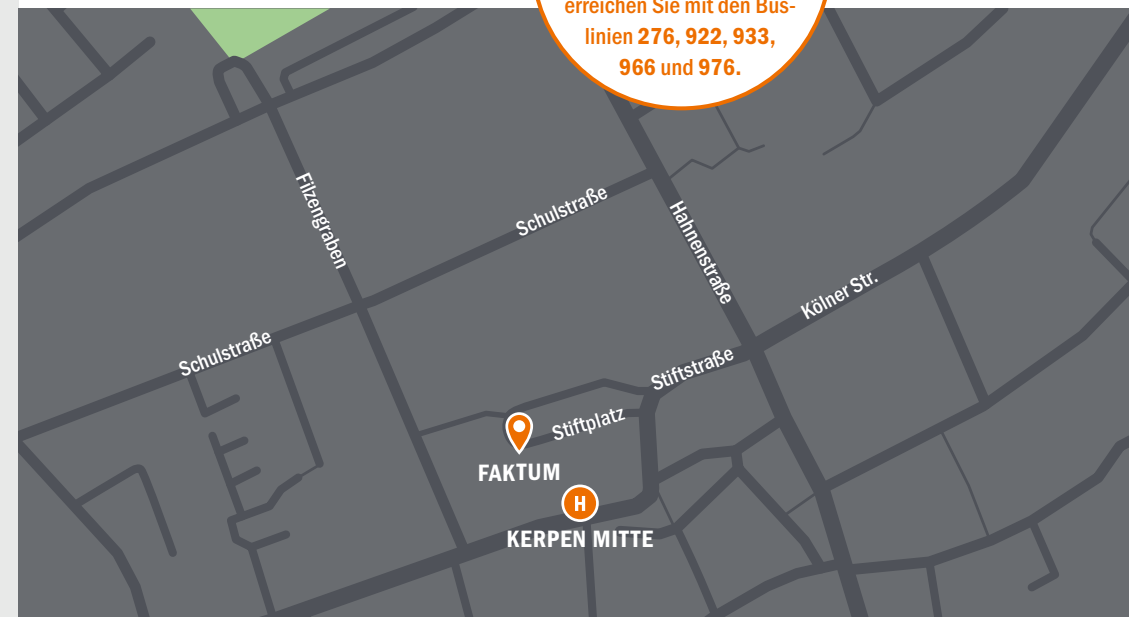 erreichen Sie mit den Bus-
linien 276, 922, 933,
966 und 976.
Filzengraben
Schulstraße
Hahnenstraße
Kölner Str.
Schulstraße
Stiftstraße
Stiftplatz
FAKTUM
H
KERPEN MITTE